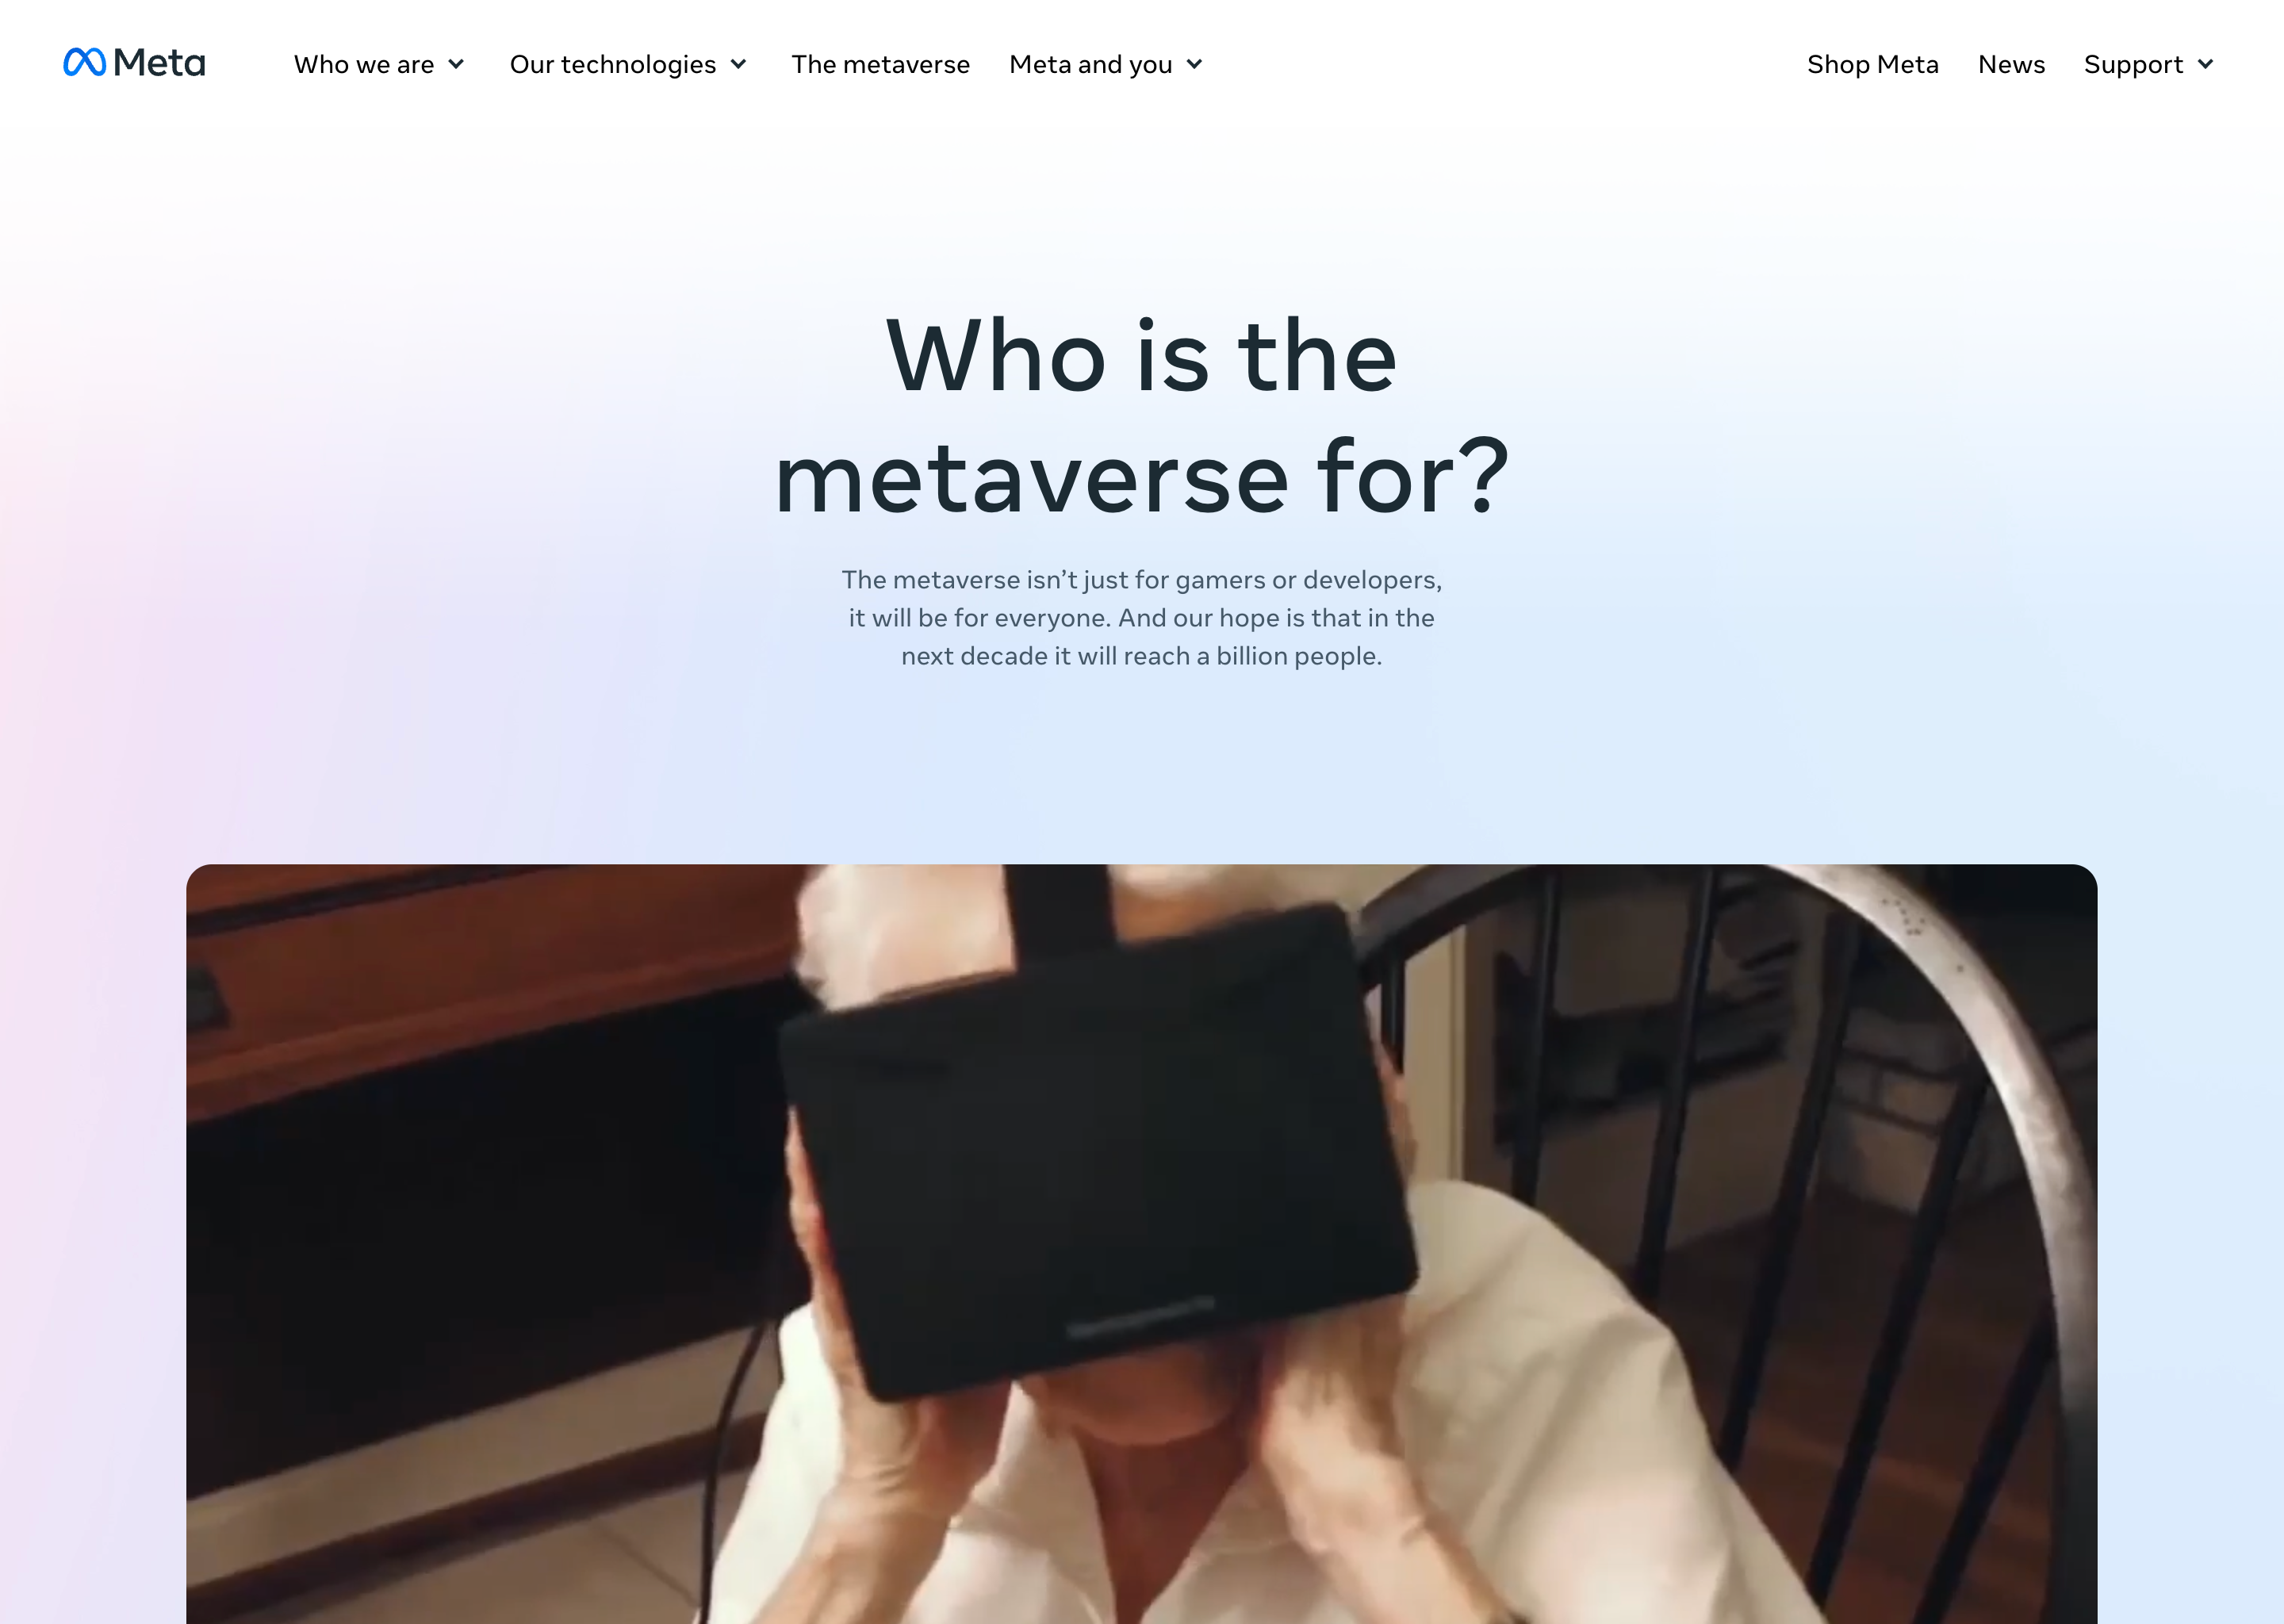 Meta
Who we are
Our technologies
The metaverse
Meta and you
Shop Meta
News
Support
Who is the
metaverse for?
The metaverse isn’t just for gamers or developers,
it will be for everyone. And our hope is that in the
next decade it will reach a billion people.